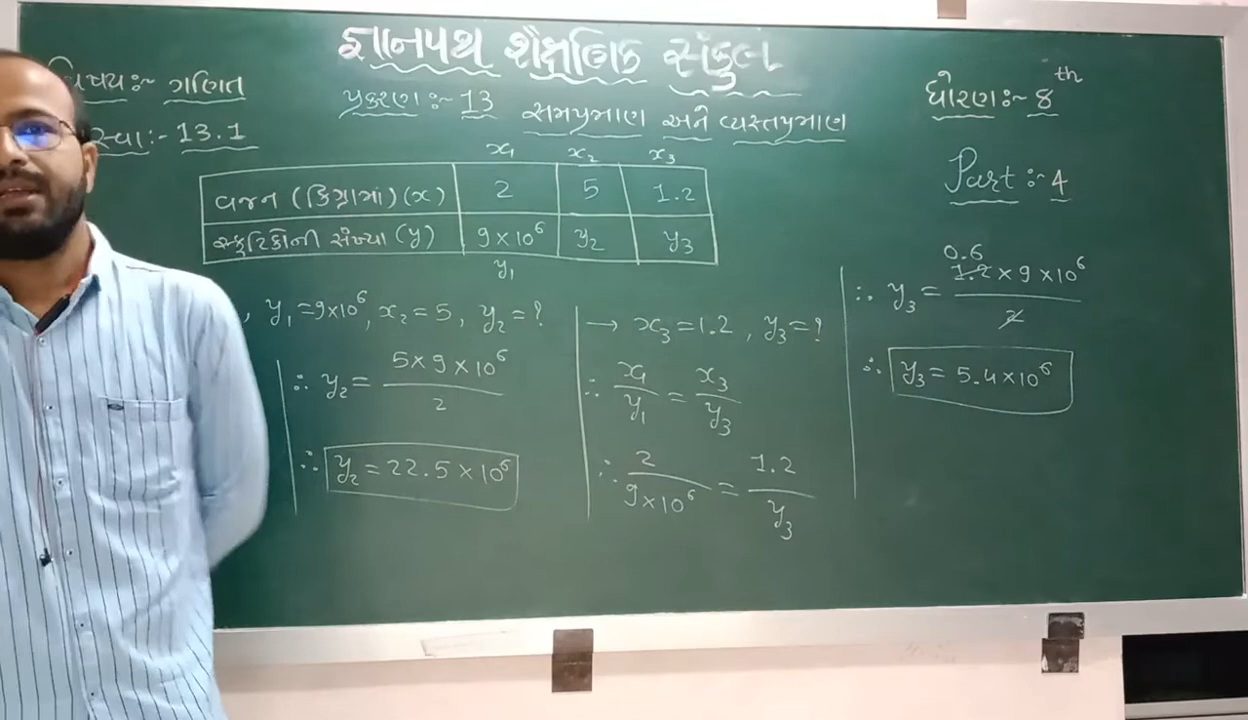 જ્ઞાનપથ શૈક્ષણિક સંકુલ
વિષય:- ગણિત
પ્રકરણ:- 13 સમપ્રમાણ અને વ્યસ્તપ્રમાણ
ધોરણ:- 8th
:- 13.1
Part :- 4
x₁ x₂ x₃
વજન (કિગ્રામાં) (x) 2 5 1.2
સ્ફટિકોની સંખ્યા (y) 9 × 10⁶ y₂ y₃
y₁
, y₁ = 9×10⁶, x₂ = 5, y₂ = ?
∴ y₂ = 5 × 9 × 10⁶ / 2
∴ y₂ = 22.5 × 10⁶
→ x₃ = 1.2, y₃ = ?
∴ x₁ / y₁ = x₃ / y₃
∴ 2 / 9×10⁶ = 1.2 / y₃
0.6
∴ y₃ = 1.2 × 9 × 10⁶ / 2
∴ y₃ = 5.4 × 10⁶